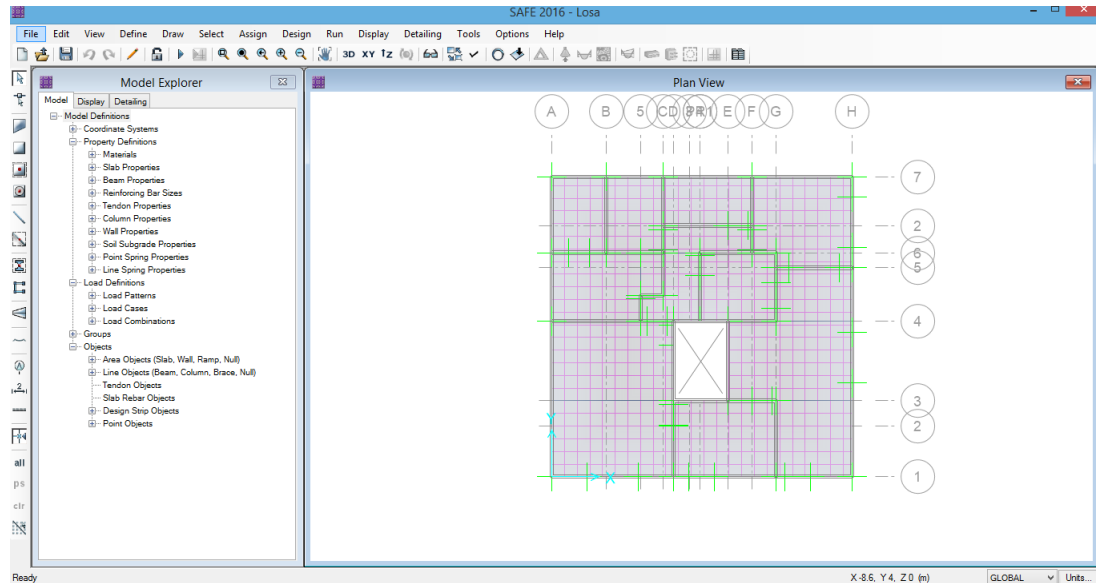 SAFE 2016 - Losa
File Edit View Define Draw Select Assign Design Run Display Detailing Tools Options Help
3D XY
Model Explorer
Plan View
Model Display Detailing
Model Definitions
Coordinate Systems
Property Definitions
Materials
Slab Properties
Beam Properties
Reinforcing Bar Sizes
Tendon Properties
Column Properties
Wall Properties
Soil Subgrade Properties
Point Spring Properties
Line Spring Properties
Load Definitions
Load Patterns
Load Cases
Load Combinations
Groups
Objects
Area Objects (Slab, Wall, Ramp, Null)
Line Objects (Beam, Column, Brace, Null)
Tendon Objects
Slab Rebar Objects
Design Strip Objects
Point Objects
all
ps
clr
A B 5 C D E F G H
7
2
6
5
4
3
2
1
Y
X
Ready
X -8.6, Y 4, Z 0 (m)
GLOBAL
Units...